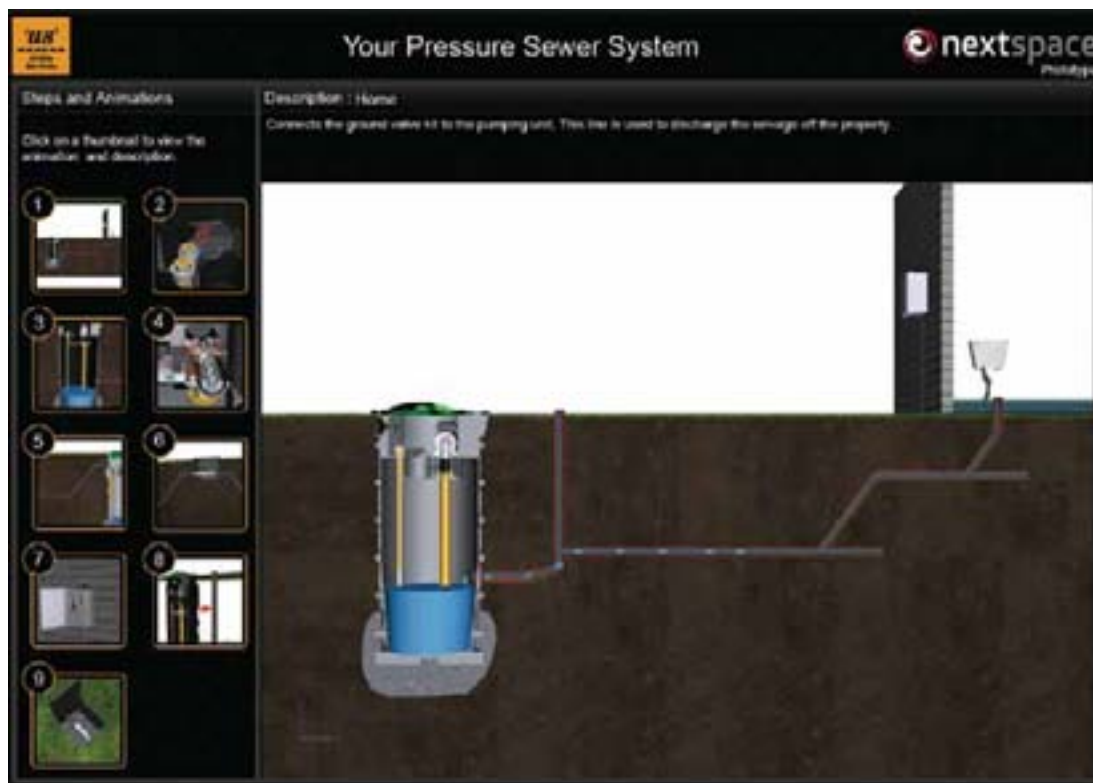 Your Pressure Sewer System
nextspace
Prototype
Steps and Animations
Click on a thumbnail to view the
animation and description
Description : Home
Connects the ground valve kit to the pumping unit. This line is used to discharge the sewage off the property.
1
2
3
4
5
6
7
8
9